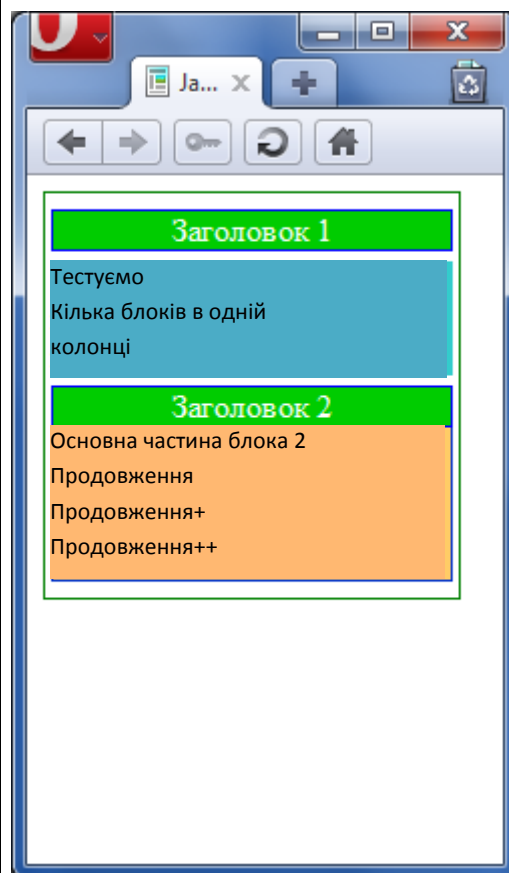 Ja...
Заголовок 1
Тестуємо
Кілька блоків в одній
колонці
Заголовок 2
Основна частина блока 2
Продовження
Продовження+
Продовження++